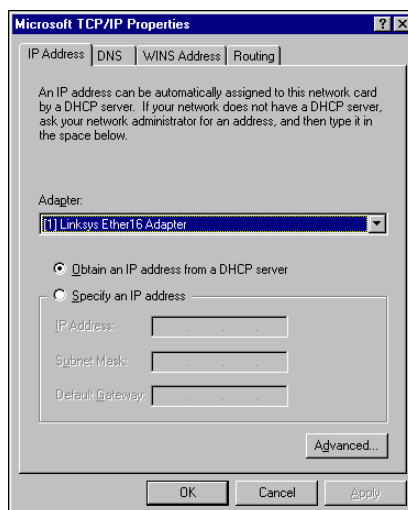 Microsoft TCP/IP Properties
IP Address DNS WINS Address Routing
An IP address can be automatically assigned to this network card
by a DHCP server. If your network does not have a DHCP server,
ask your network administrator for an address, and then type it in
the space below.
Adapter:
[1] Linksys Ether16 Adapter
Obtain an IP address from a DHCP server
Specify an IP address
IP Address:
Subnet Mask:
Default Gateway:
Advanced...
OK Cancel Apply